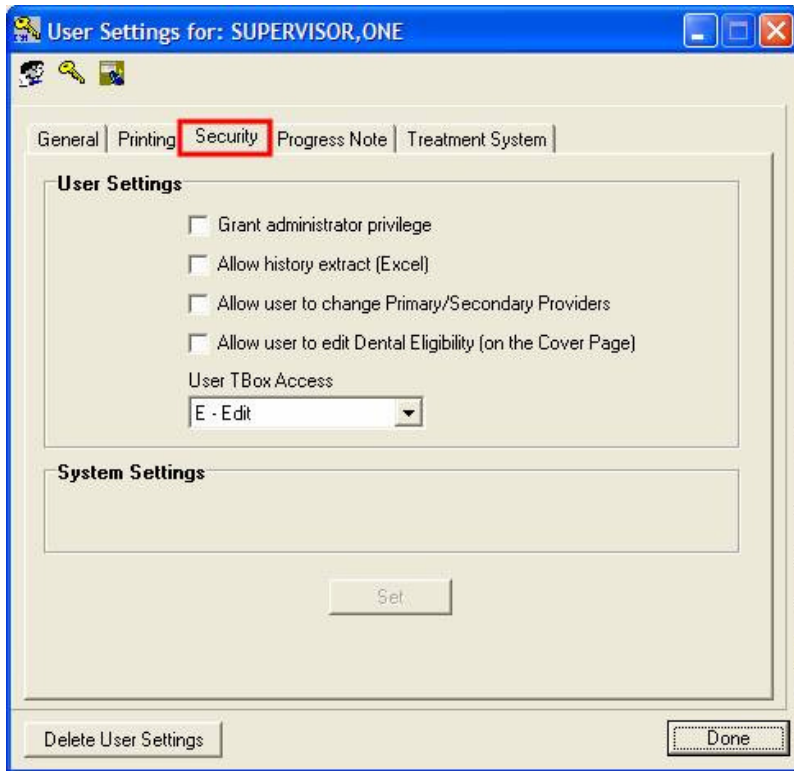 User Settings for: SUPERVISOR,ONE
General Printing Security Progress Note Treatment System
User Settings
Grant administrator privilege
Allow history extract (Excel)
Allow user to change Primary/Secondary Providers
Allow user to edit Dental Eligibility (on the Cover Page)
User TBox Access
E - Edit
System Settings
Set
Delete User Settings Done